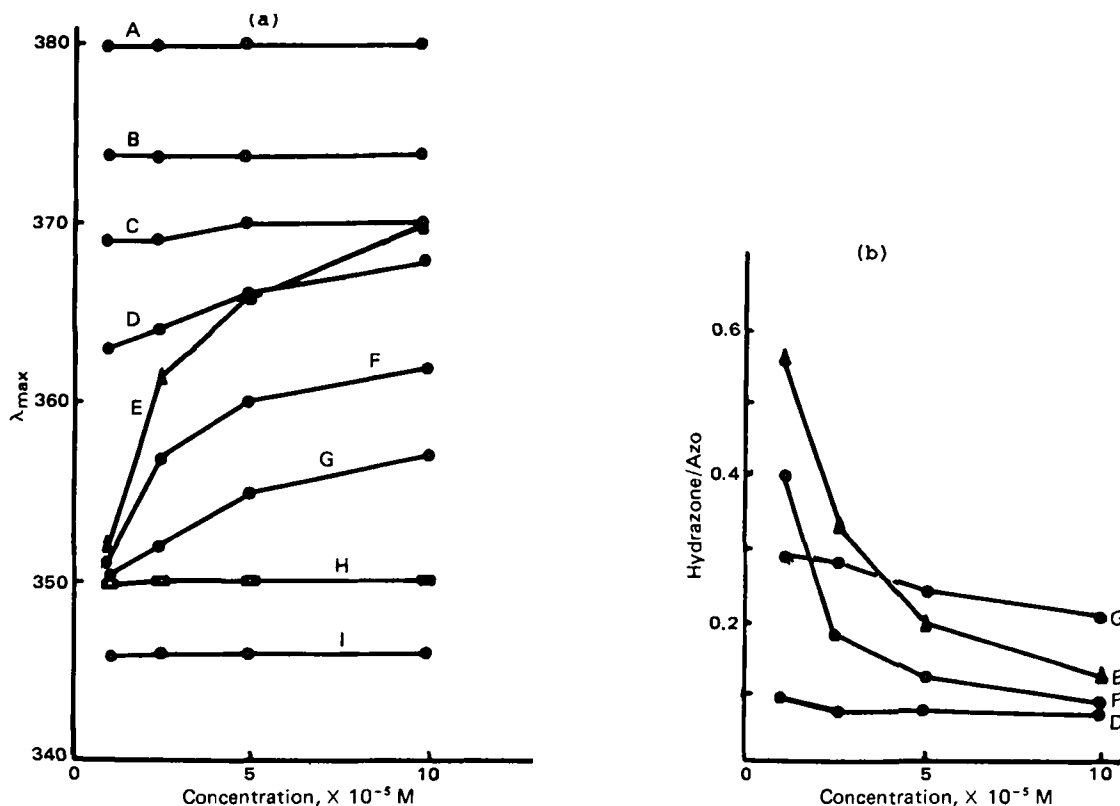 (a)
380
A
B
370
C
D
360
F
E
G
350
H
I
340
0
5
10
λmax
Concentration, × 10⁻⁵ M
(b)
0.6
0.4
0.2
Hydrazone/Azo
G
E
F
D
0
5
10
Concentration, × 10⁻⁵ M